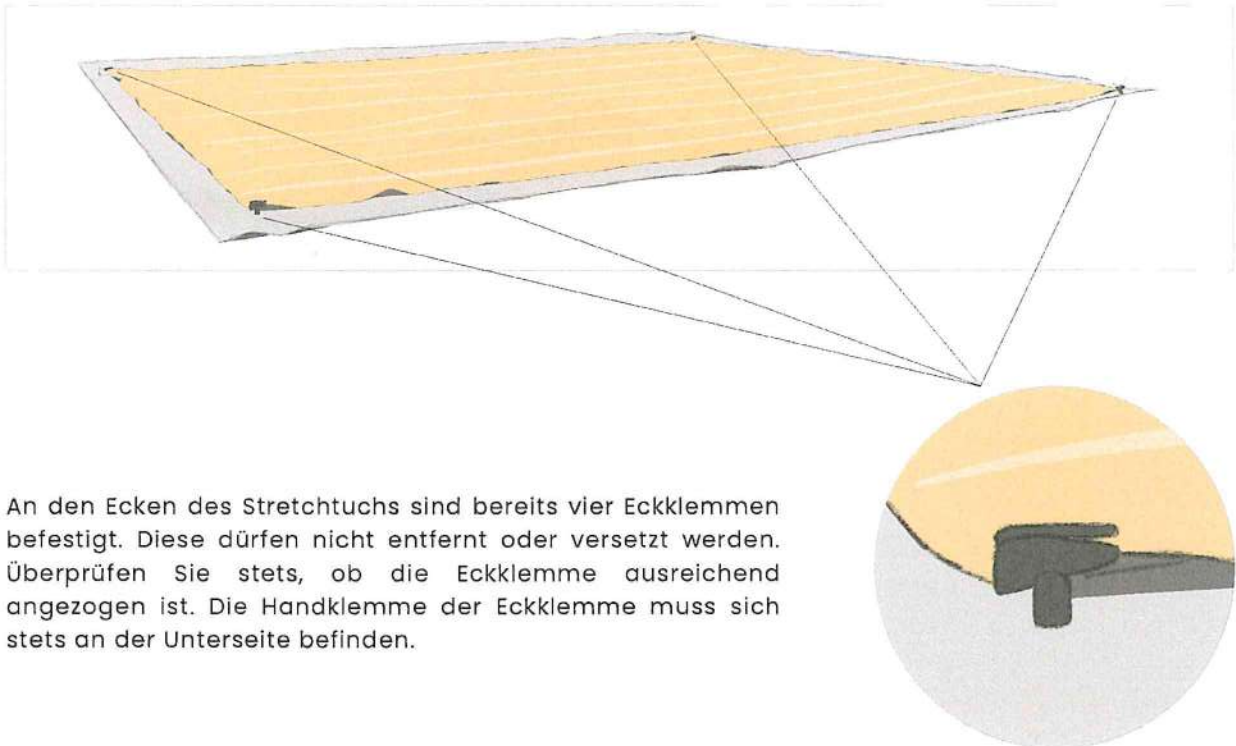 An den Ecken des Stretchtuchs sind bereits vier Eckklemmen
befestigt. Diese dürfen nicht entfernt oder versetzt werden.
Überprüfen Sie stets, ob die Eckklemme ausreichend
angezogen ist. Die Handklemme der Eckklemme muss sich
stets an der Unterseite befinden.